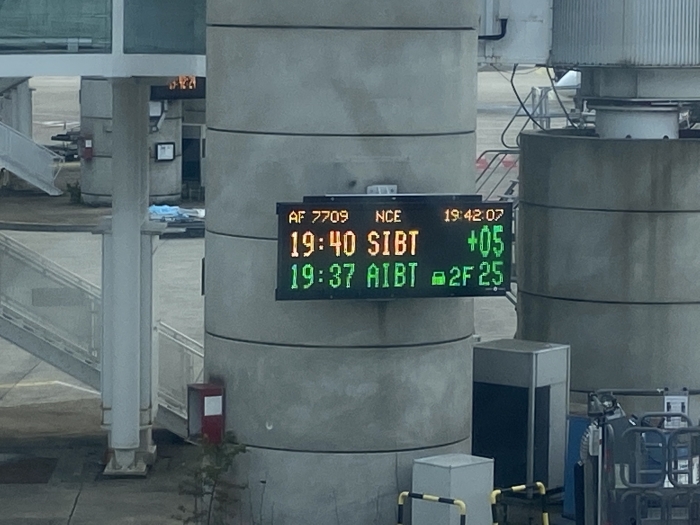 AF 7709 NCE 19:42:07
19:40 SIBT +05
19:37 AIBT 2F 25